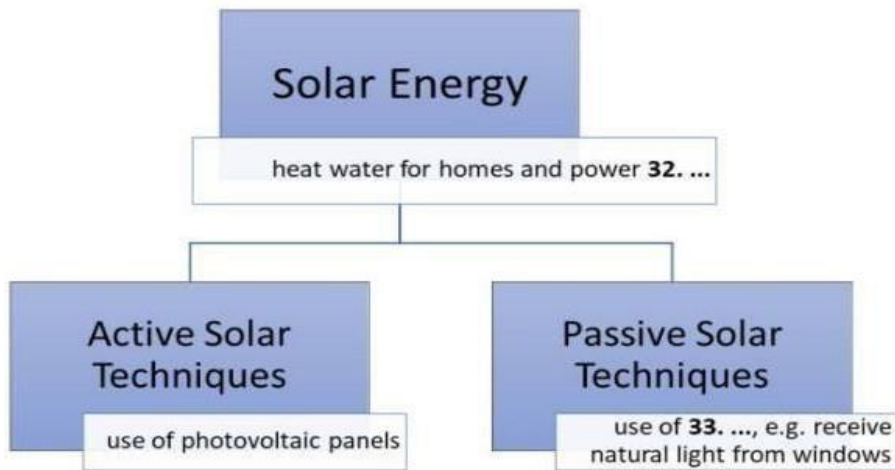 Solar Energy
heat water for homes and power 32. ...
Active Solar
Techniques
use of photovoltaic panels
Passive Solar
Techniques
use of 33. ..., e.g. receive
natural light from windows